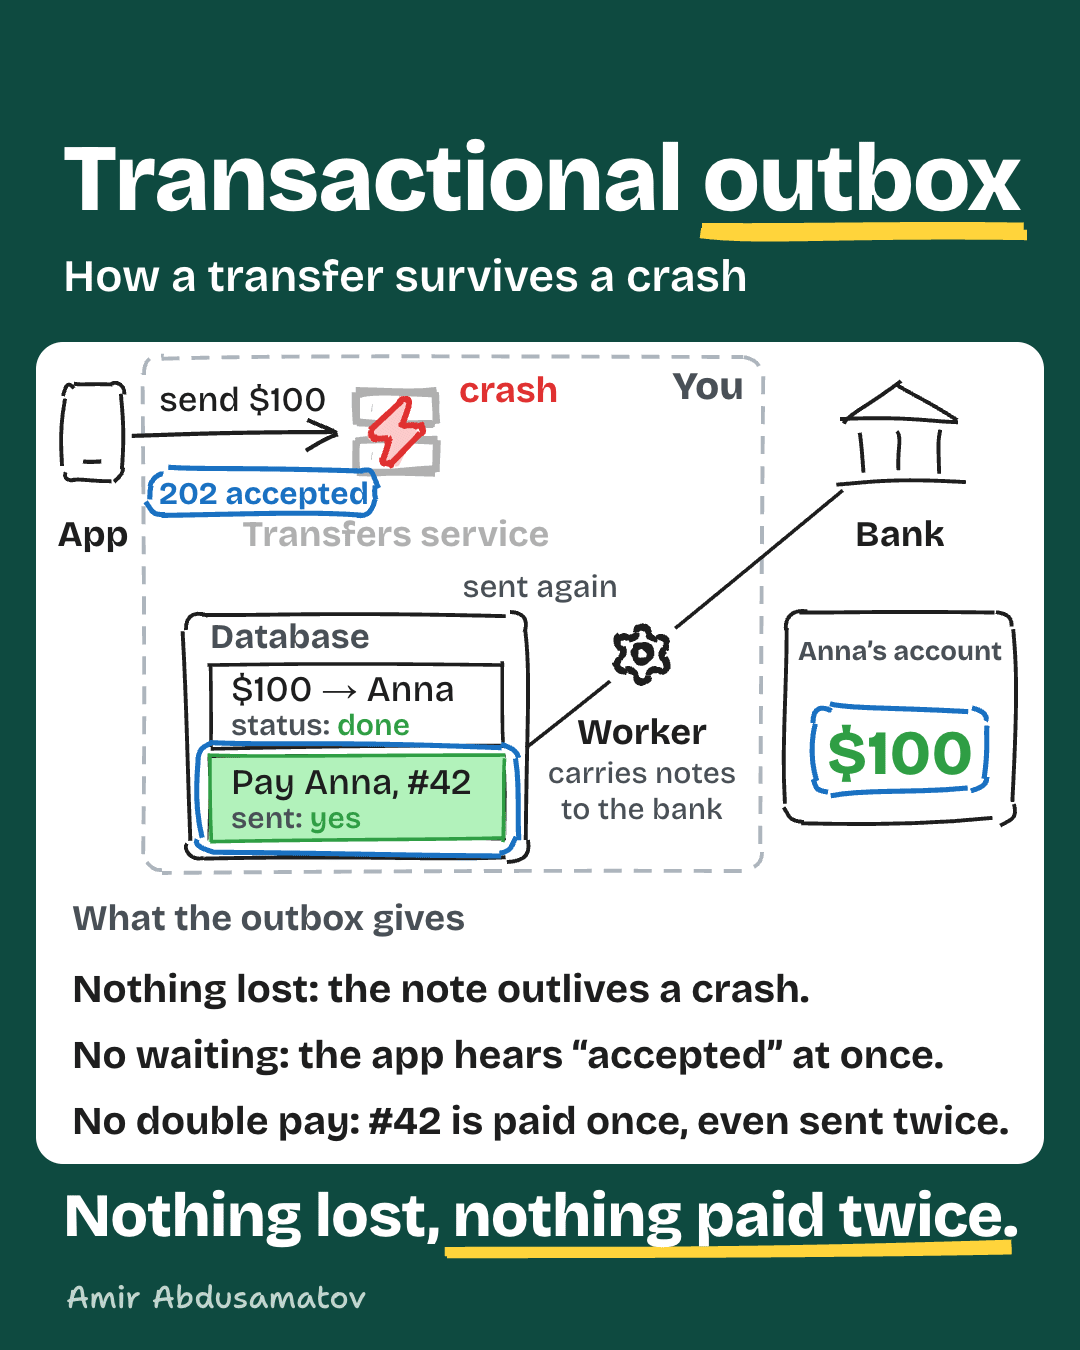 Transactional outbox
How a transfer survives a crash
send $100
crash
You
202 accepted
App
Transfers service
Bank
sent again
Database
$100 → Anna
status: done
Pay Anna, #42
sent: yes
Worker
carries notes
to the bank
Anna's account
$100
What the outbox gives
Nothing lost: the note outlives a crash.
No waiting: the app hears “accepted” at once.
No double pay: #42 is paid once, even sent twice.
Nothing lost, nothing paid twice.
Amir Abdusamatov